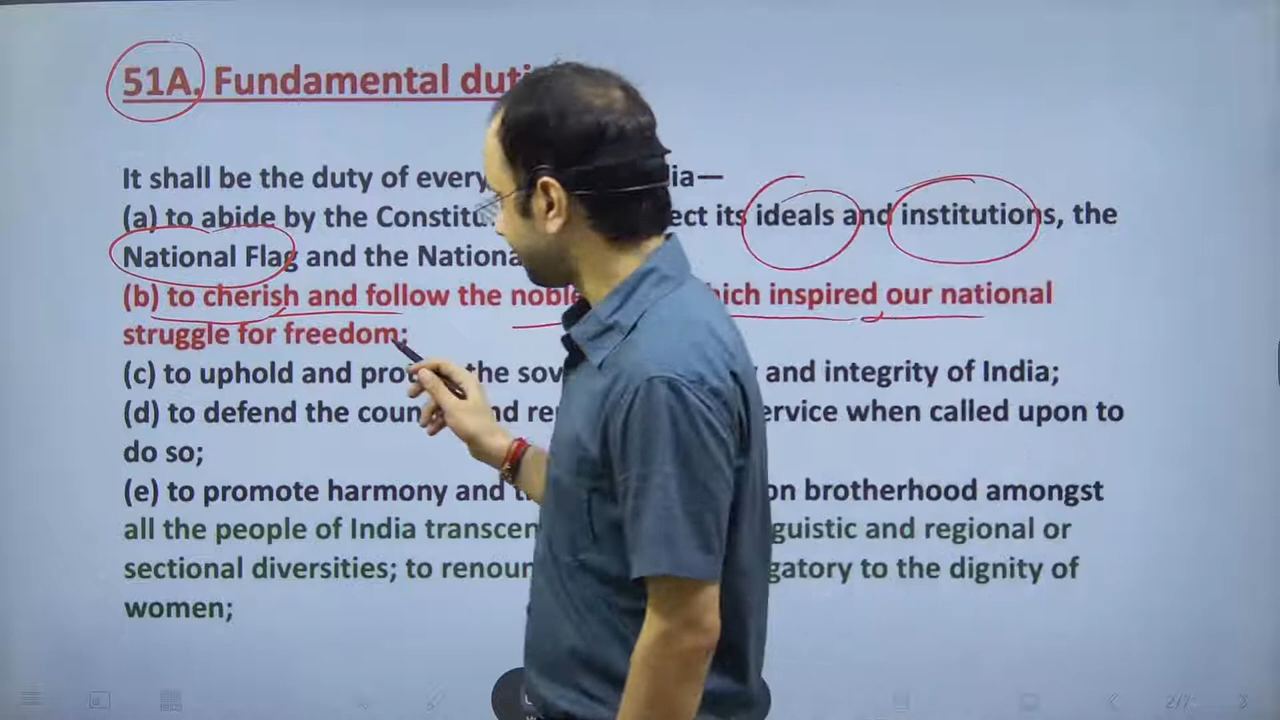 51A. Fundamental duti
It shall be the duty of every ia—
(a) to abide by the Constitu ect its ideals and institutions, the
National Flag and the Nationa
(b) to cherish and follow the noble hich inspired our national
struggle for freedom;
(c) to uphold and prot the sov and integrity of India;
(d) to defend the coun nd re ervice when called upon to
do so;
(e) to promote harmony and t on brotherhood amongst
all the people of India transcen guistic and regional or
sectional diversities; to renoun gatory to the dignity of
women;
2/7